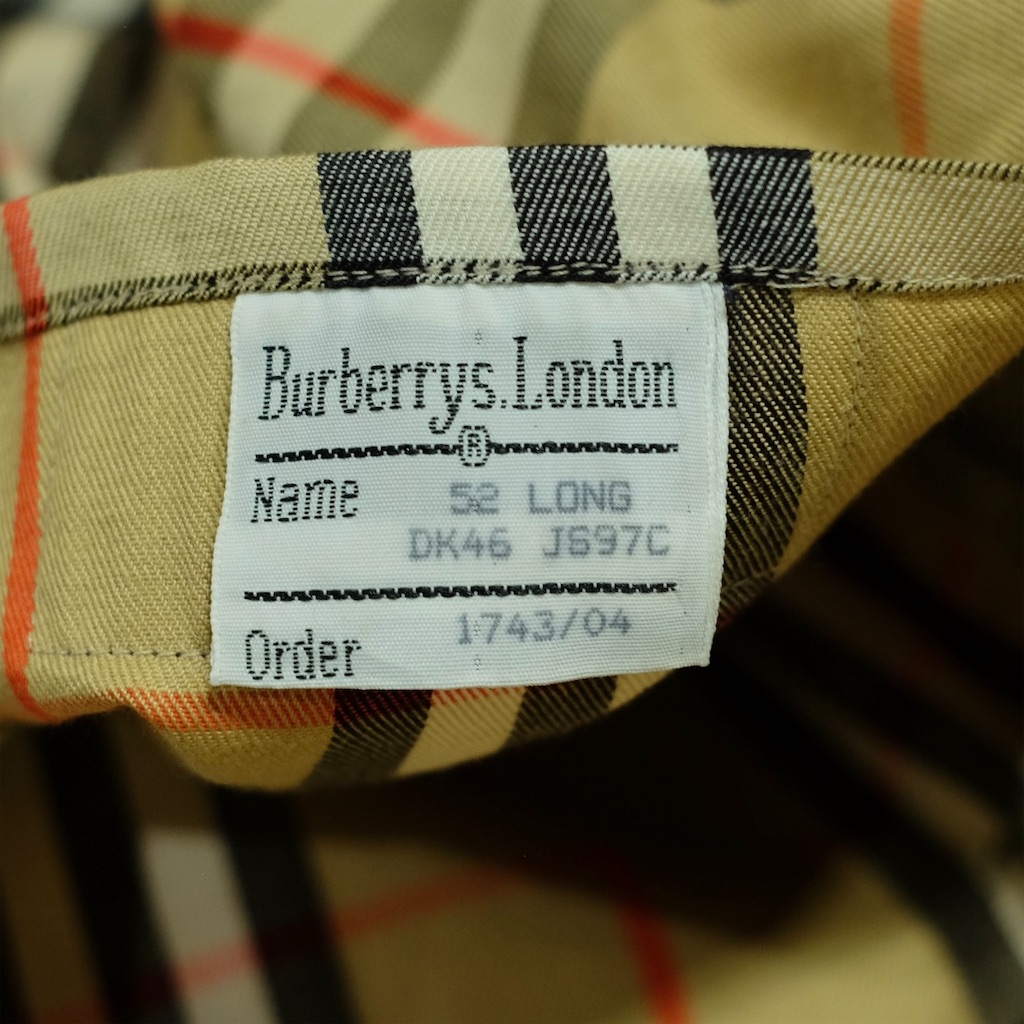 Burberrys.London
®
Name 52 LONG
DK46 J697C
Order 1743/04